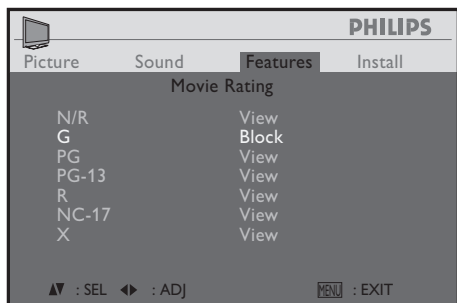 PHILIPS
Picture Sound Features Install
Movie Rating
N/R View
G Block
PG View
PG-13 View
R View
NC-17 View
X View
: SEL : ADJ MENU : EXIT